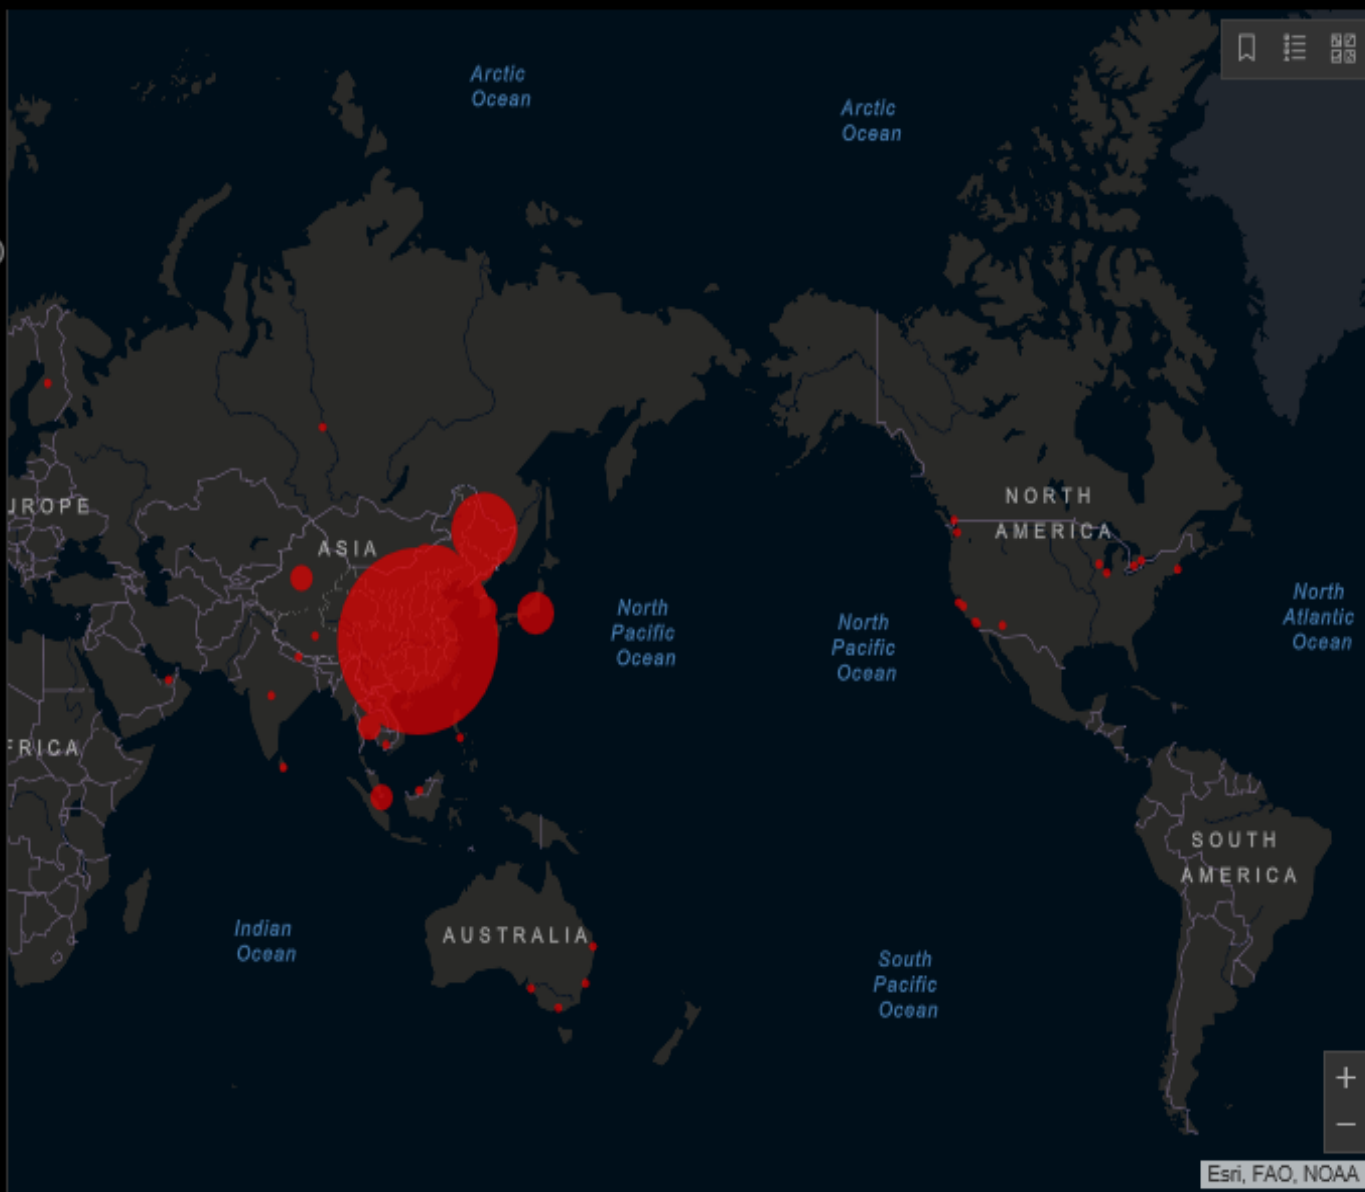 Arctic
Ocean
Arctic
Ocean
NORTH
AMERICA
UROPE
ASIA
North
Pacific
Ocean
North
Pacific
Ocean
North
Atlantic
Ocean
FRICA
SOUTH
AMERICA
Indian
Ocean
AUSTRALIA
South
Pacific
Ocean
+
−
Esri, FAO, NOAA